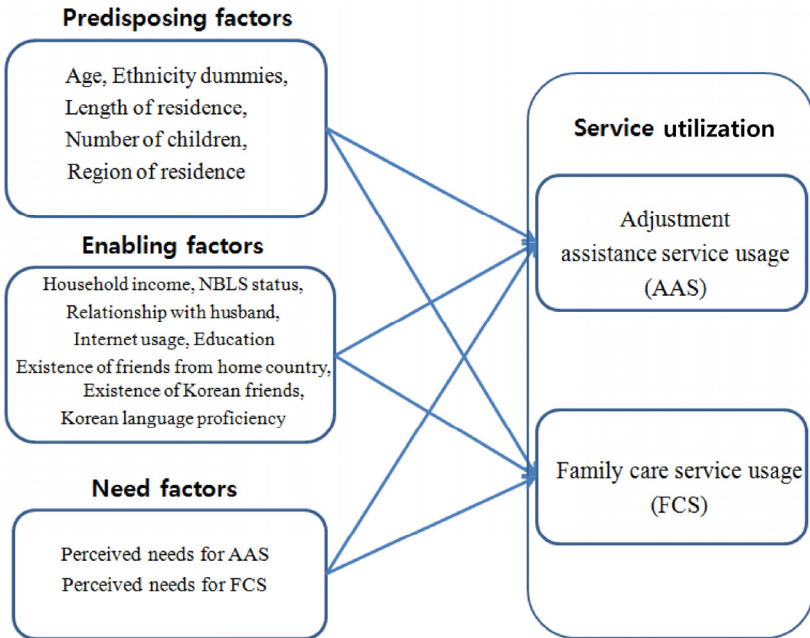 Predisposing factors
Age, Ethnicity dummies,
Length of residence,
Number of children,
Region of residence
Enabling factors
Household income, NBLS status,
Relationship with husband,
Internet usage, Education
Existence of friends from home country,
Existence of Korean friends,
Korean language proficiency
Need factors
Perceived needs for AAS
Perceived needs for FCS
Service utilization
Adjustment
assistance service usage
(AAS)
Family care service usage
(FCS)